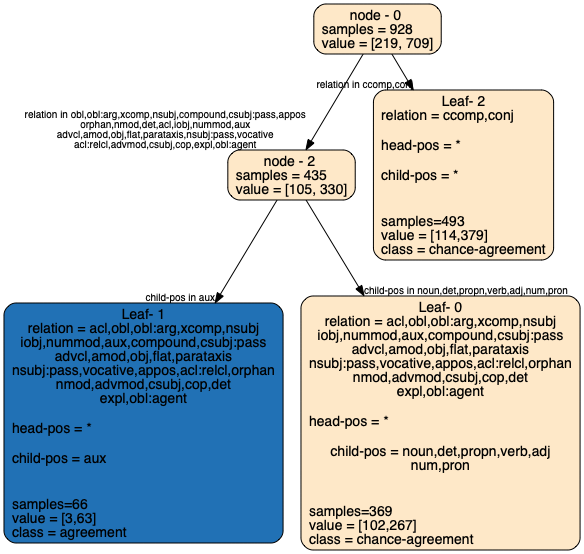 node - 0
samples = 928
value = [219, 709]
relation in ccomp,conj
relation in obl,obl:arg,xcomp,nsubj,compound,csubj:pass,appos
orphan,nmod,det,acl,iobj,nummod,aux
advcl,amod,obj,flat,parataxis,nsubj:pass,vocative
acl:relcl,advmod,csubj,cop,expl,obl:agent
Leaf- 2
relation = ccomp,conj
head-pos = *
child-pos = *
samples=493
value = [114,379]
class = chance-agreement
node - 2
samples = 435
value = [105, 330]
child-pos in aux
child-pos in noun,det,propn,verb,adj,num,pron
Leaf- 1
relation = acl,obl,obl:arg,xcomp,nsubj
iobj,nummod,aux,compound,csubj:pass
advcl,amod,obj,flat,parataxis
nsubj:pass,vocative,appos,acl:relcl,orphan
nmod,advmod,csubj,cop,det
expl,obl:agent
head-pos = *
child-pos = aux
samples=66
value = [3,63]
class = agreement
Leaf- 0
relation = acl,obl,obl:arg,xcomp,nsubj
iobj,nummod,aux,compound,csubj:pass
advcl,amod,obj,flat,parataxis
nsubj:pass,vocative,appos,acl:relcl,orphan
nmod,advmod,csubj,cop,det
expl,obl:agent
head-pos = *
child-pos = noun,det,propn,verb,adj
num,pron
samples=369
value = [102,267]
class = chance-agreement